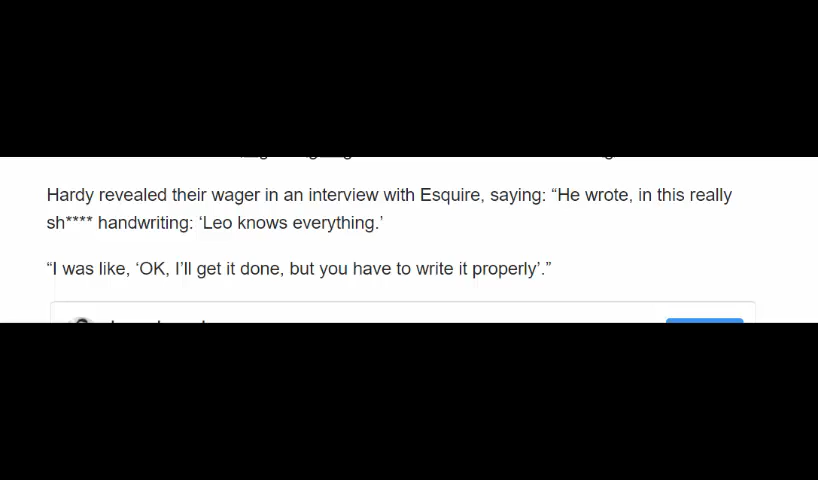 Hardy revealed their wager in an interview with Esquire, saying: “He wrote, in this really
sh**** handwriting: ‘Leo knows everything.’
“I was like, ‘OK, I’ll get it done, but you have to write it properly’.”